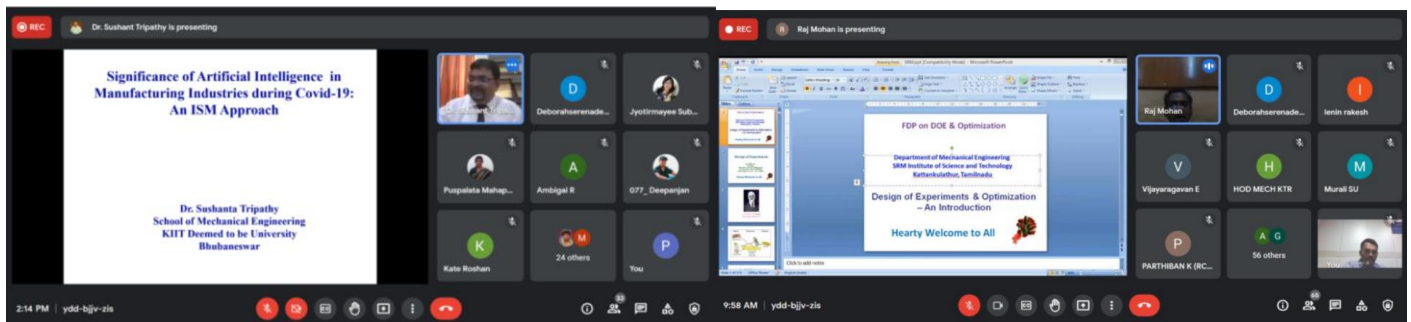 REC
Dr. Sushant Tripathy is presenting
Significance of Artificial Intelligence in
Manufacturing Industries during Covid-19:
An ISM Approach
Dr. Sushanta Tripathy
School of Mechanical Engineering
KIIT Deemed to be University
Bhubaneswar
D
Deborahserenade...
Jyotirmayee Sub...
Puspalata Mahap...
A
Ambigai R
077_ Deepanjan
K
Kate Roshan
M
24 others
P
You
2:14 PM | ydd-bjjv-zis
33
REC
R
Raj Mohan is presenting
FDP on DOE & Optimization
Department of Mechanical Engineering
SRM Institute of Science and Technology
Kattankulathur, Tamilnadu
Design of Experiments & Optimization
– An Introduction
Hearty Welcome to All
Click to add notes
Raj Mohan
D
Deborahserenade...
l
lenin rakesh
V
Vijayaragavan E
H
HOD MECH KTR
M
Murali SU
P
PARTHIBAN K (RC...
A G
56 others
You
9:58 AM | ydd-bjjv-zis
65